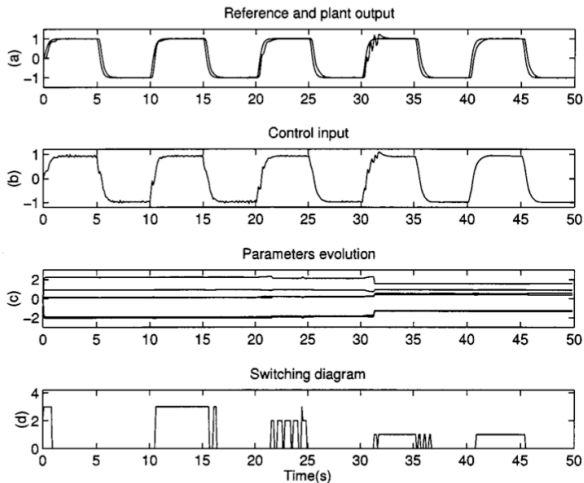 Reference and plant output
(a)
1
0
−1
0 5 10 15 20 25 30 35 40 45 50
Control input
(b)
1
0
−1
0 5 10 15 20 25 30 35 40 45 50
Parameters evolution
(c)
2
0
−2
0 5 10 15 20 25 30 35 40 45 50
Switching diagram
(d)
4
2
0
0 5 10 15 20 25 30 35 40 45 50
Time(s)